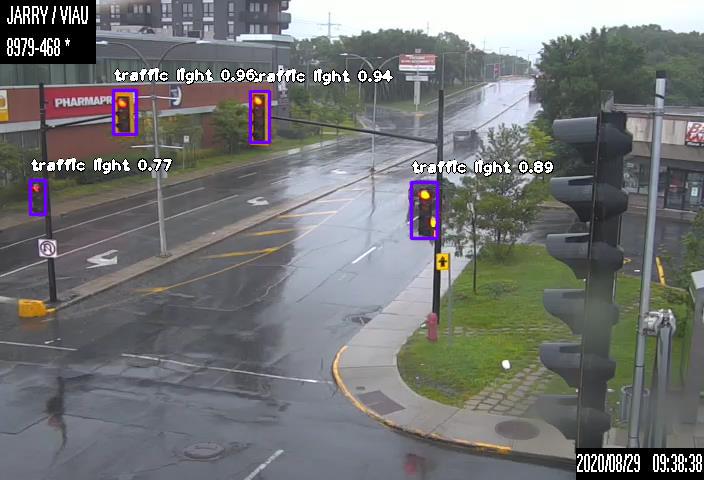 JARRY / VIAU
8979-468 *
traffic light 0.96
traffic light 0.94
PHARMAPR
traffic light 0.77
traffic light 0.89
2020/08/29 09:38:38